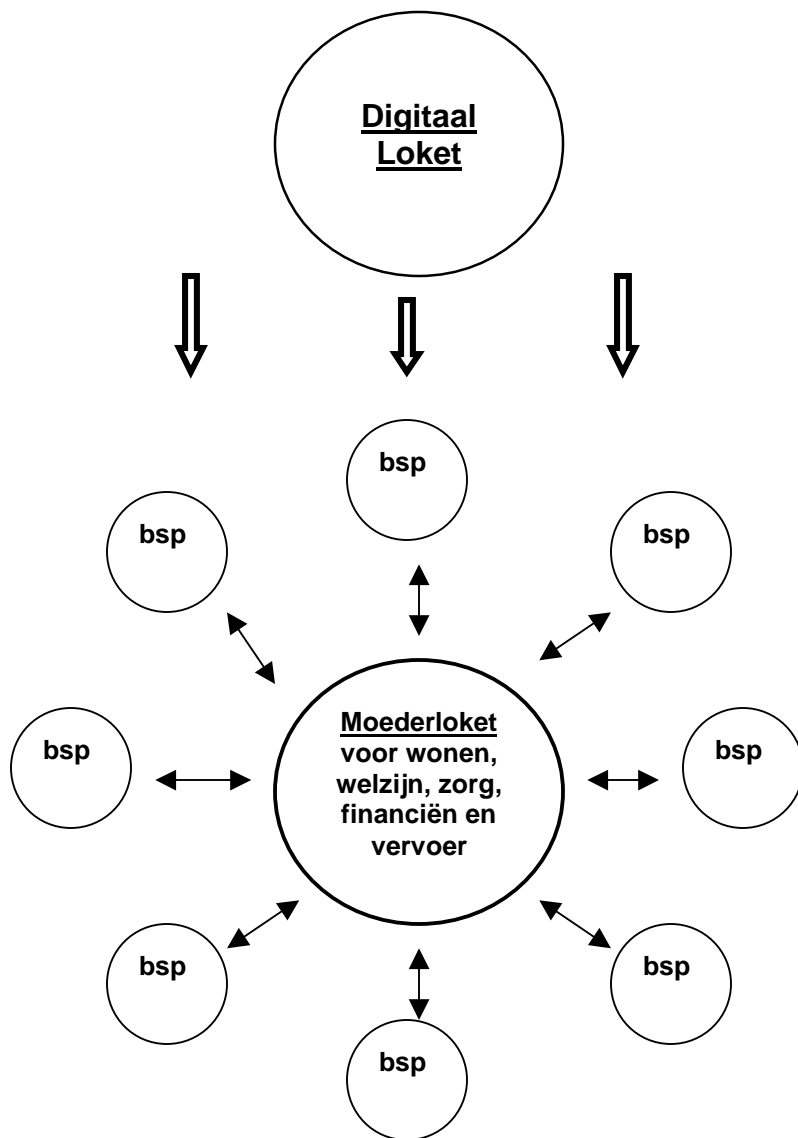 Digitaal
Loket
bsp
bsp
bsp
bsp
Moederloket
voor wonen,
welzijn, zorg,
financiën en
vervoer
bsp
bsp
bsp
bsp